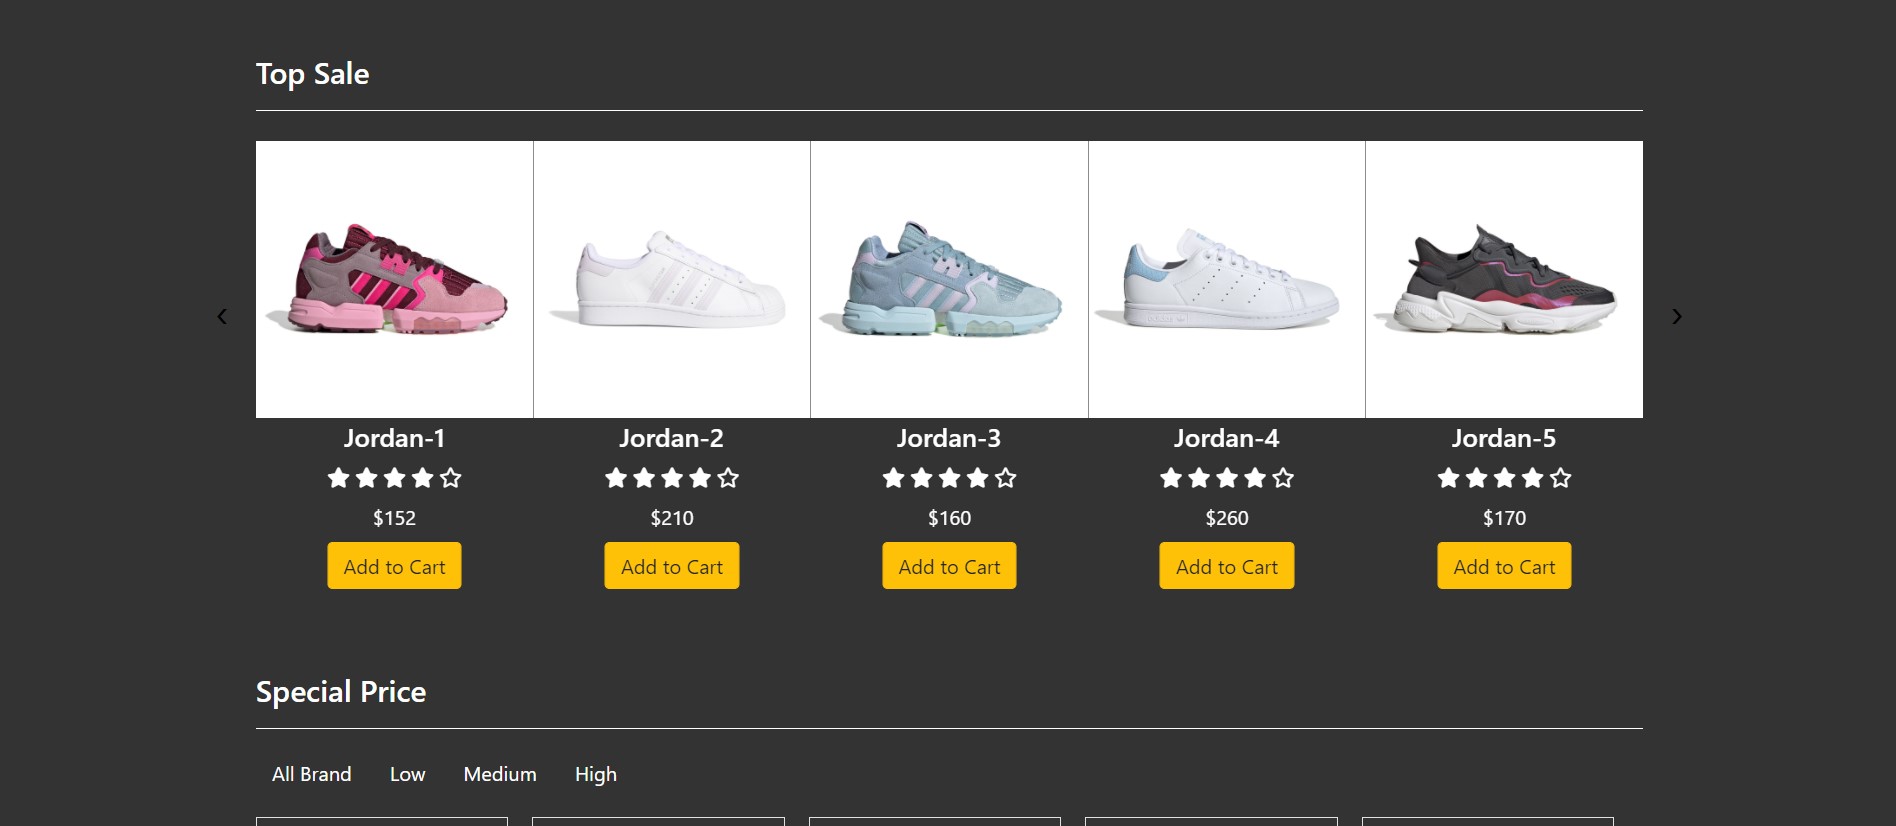 Top Sale
Jordan-1 Jordan-2 Jordan-3 Jordan-4 Jordan-5
$152 $210 $160 $260 $170
Add to Cart Add to Cart Add to Cart Add to Cart Add to Cart
Special Price
All Brand Low Medium High